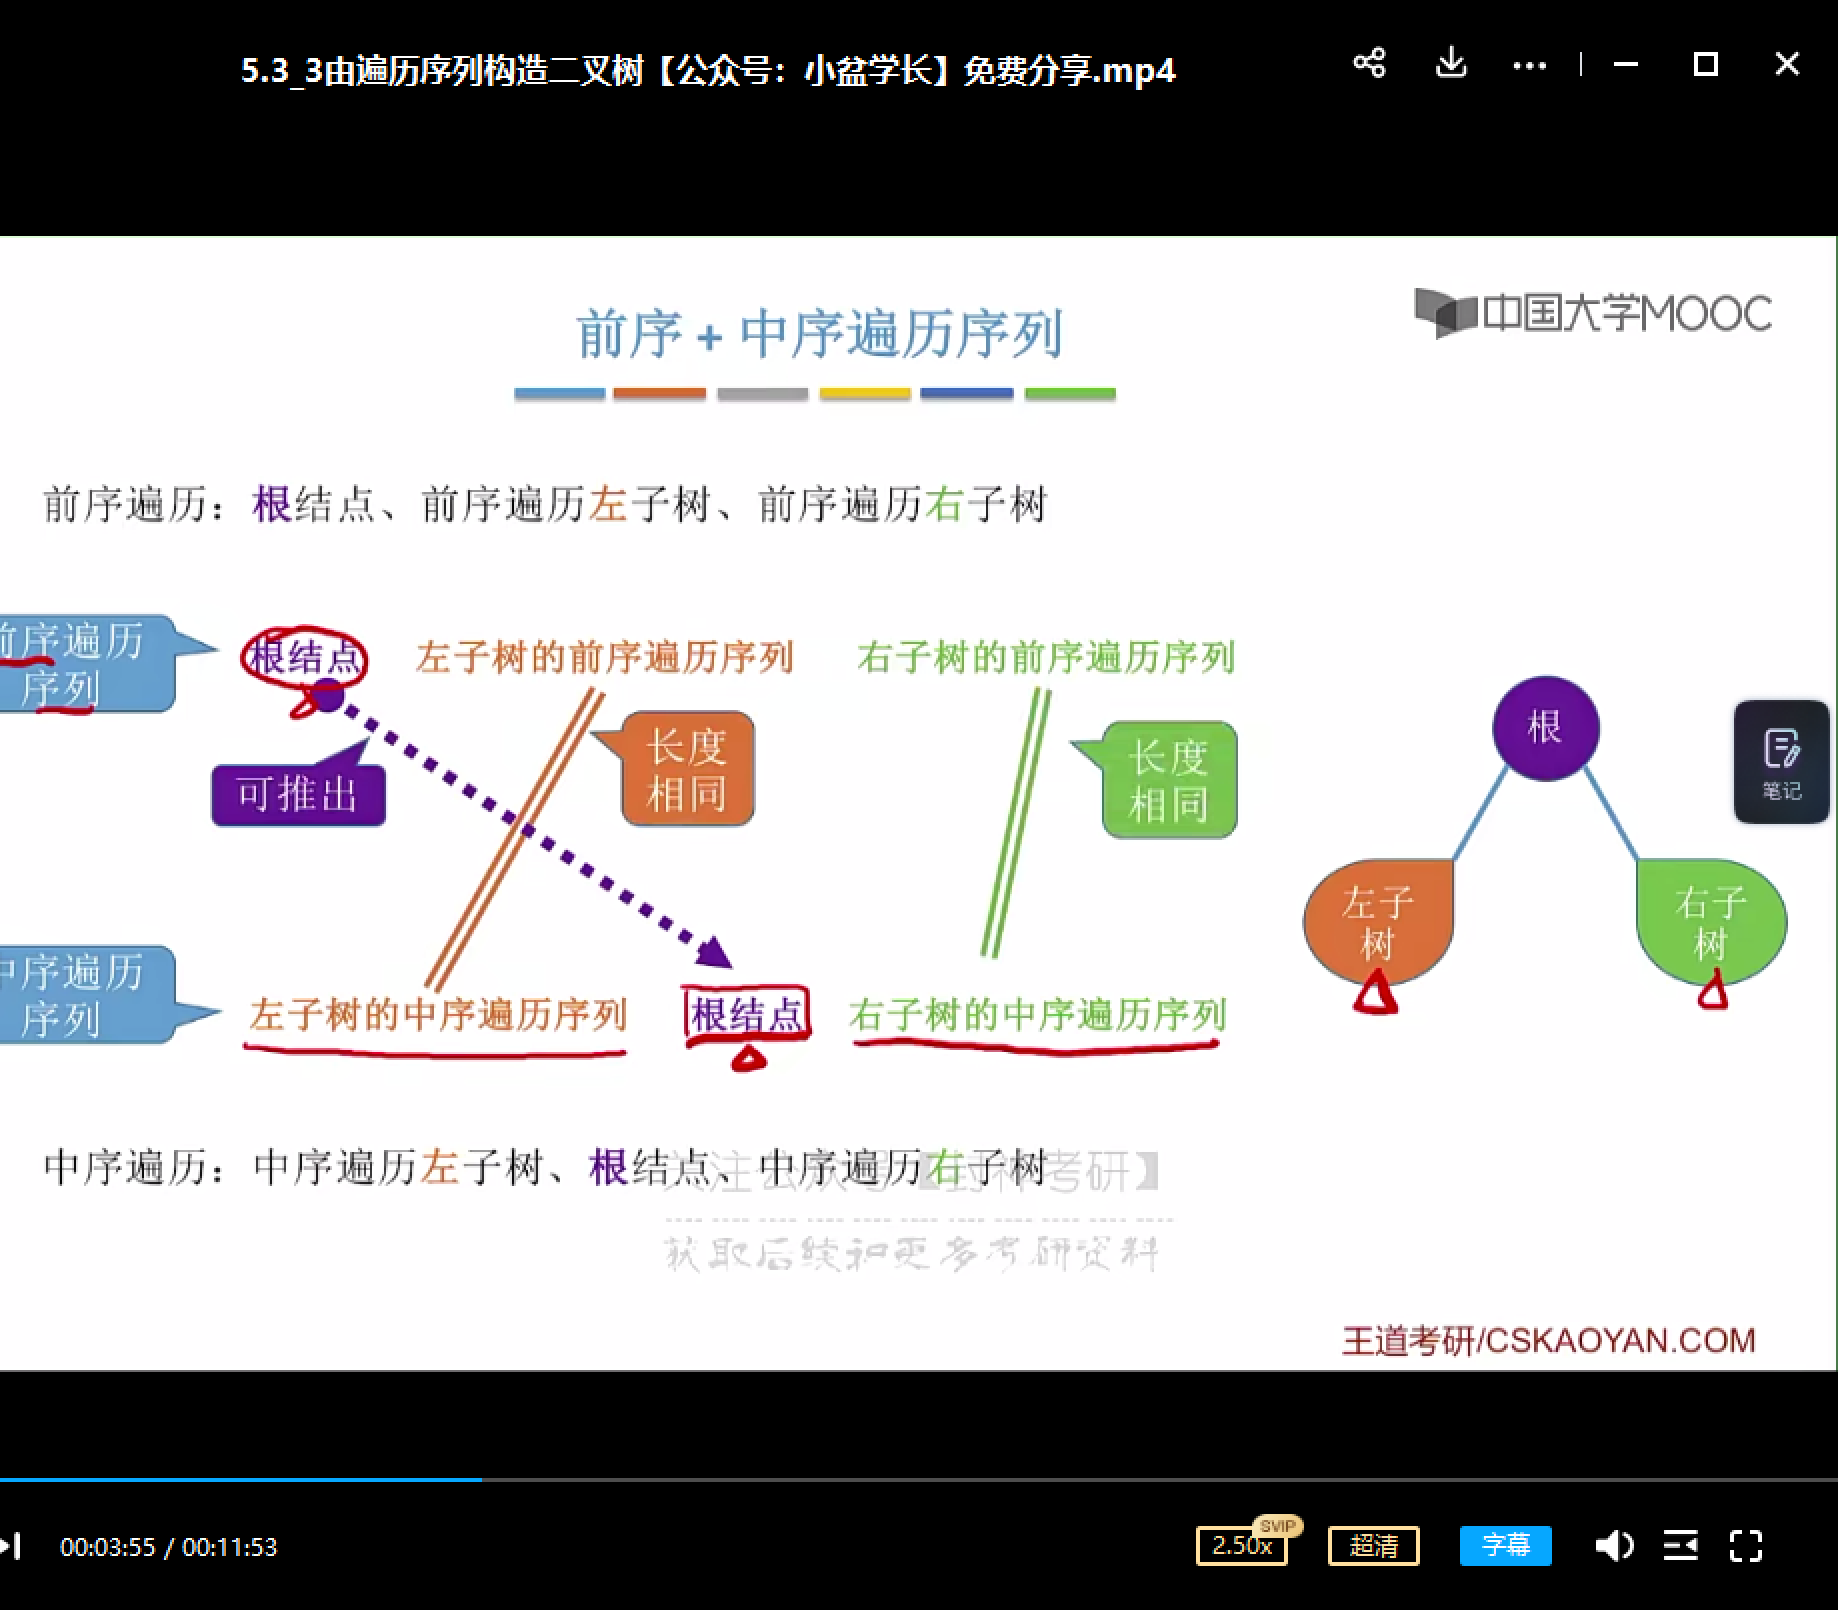 5.3_3由遍历序列构造二叉树【公众号：小盆学长】免费分享.mp4
中国大学MOOC
前序 + 中序遍历序列
前序遍历：根结点、前序遍历左子树、前序遍历右子树
前序遍历
序列
根结点
左子树的前序遍历序列
右子树的前序遍历序列
可推出
长度
相同
长度
相同
根
左子
树
右子
树
笔记
中序遍历
序列
左子树的中序遍历序列
根结点
右子树的中序遍历序列
中序遍历：中序遍历左子树、根结点、中序遍历右子树
关注公众号【封神考研】
获取后续和更多考研资料
王道考研/CSKAOYAN.COM
00:03:55 / 00:11:53
2.50x
SVIP
超清
字幕